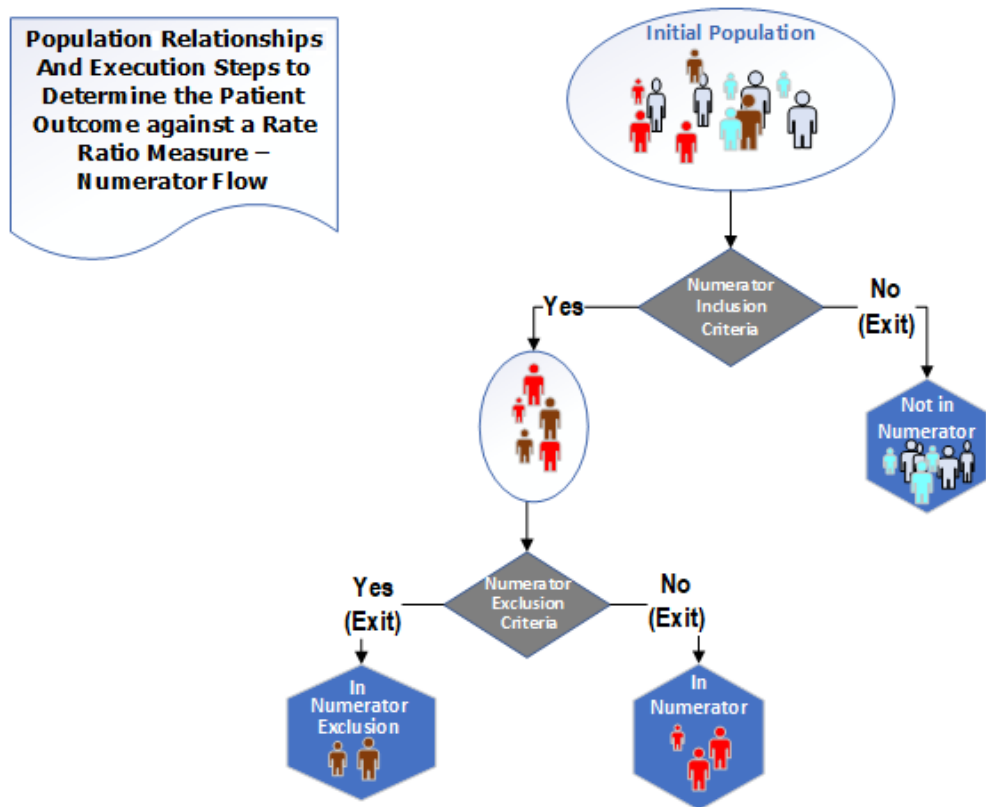 Population Relationships
And Execution Steps to
Determine the Patient
Outcome against a Rate
Ratio Measure –
Numerator Flow
Initial Population
Numerator
Inclusion
Criteria
Yes
No
(Exit)
Not in
Numerator
Numerator
Exclusion
Criteria
Yes
(Exit)
No
(Exit)
In
Numerator
Exclusion
In
Numerator